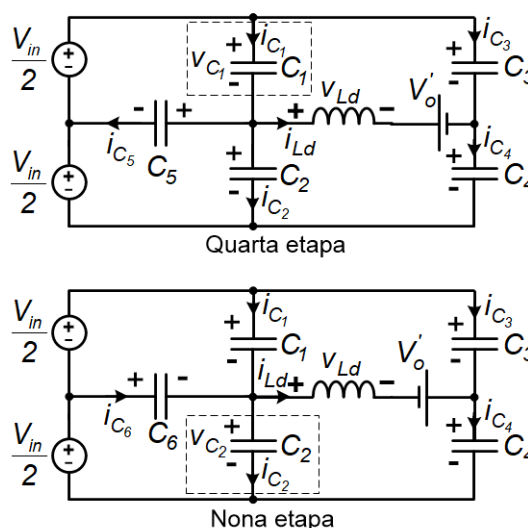 V_in/2
i_C1
v_C1
C1
i_C3
C3
v_Ld
V_o'
i_C5
C5
i_Ld
C2
i_C2
i_C4
C4
V_in/2
Quarta etapa
V_in/2
i_C1
C1
i_C3
C3
i_Ld
v_Ld
V_o'
i_C6
C6
v_C2
C2
i_C2
i_C4
C4
V_in/2
Nona etapa